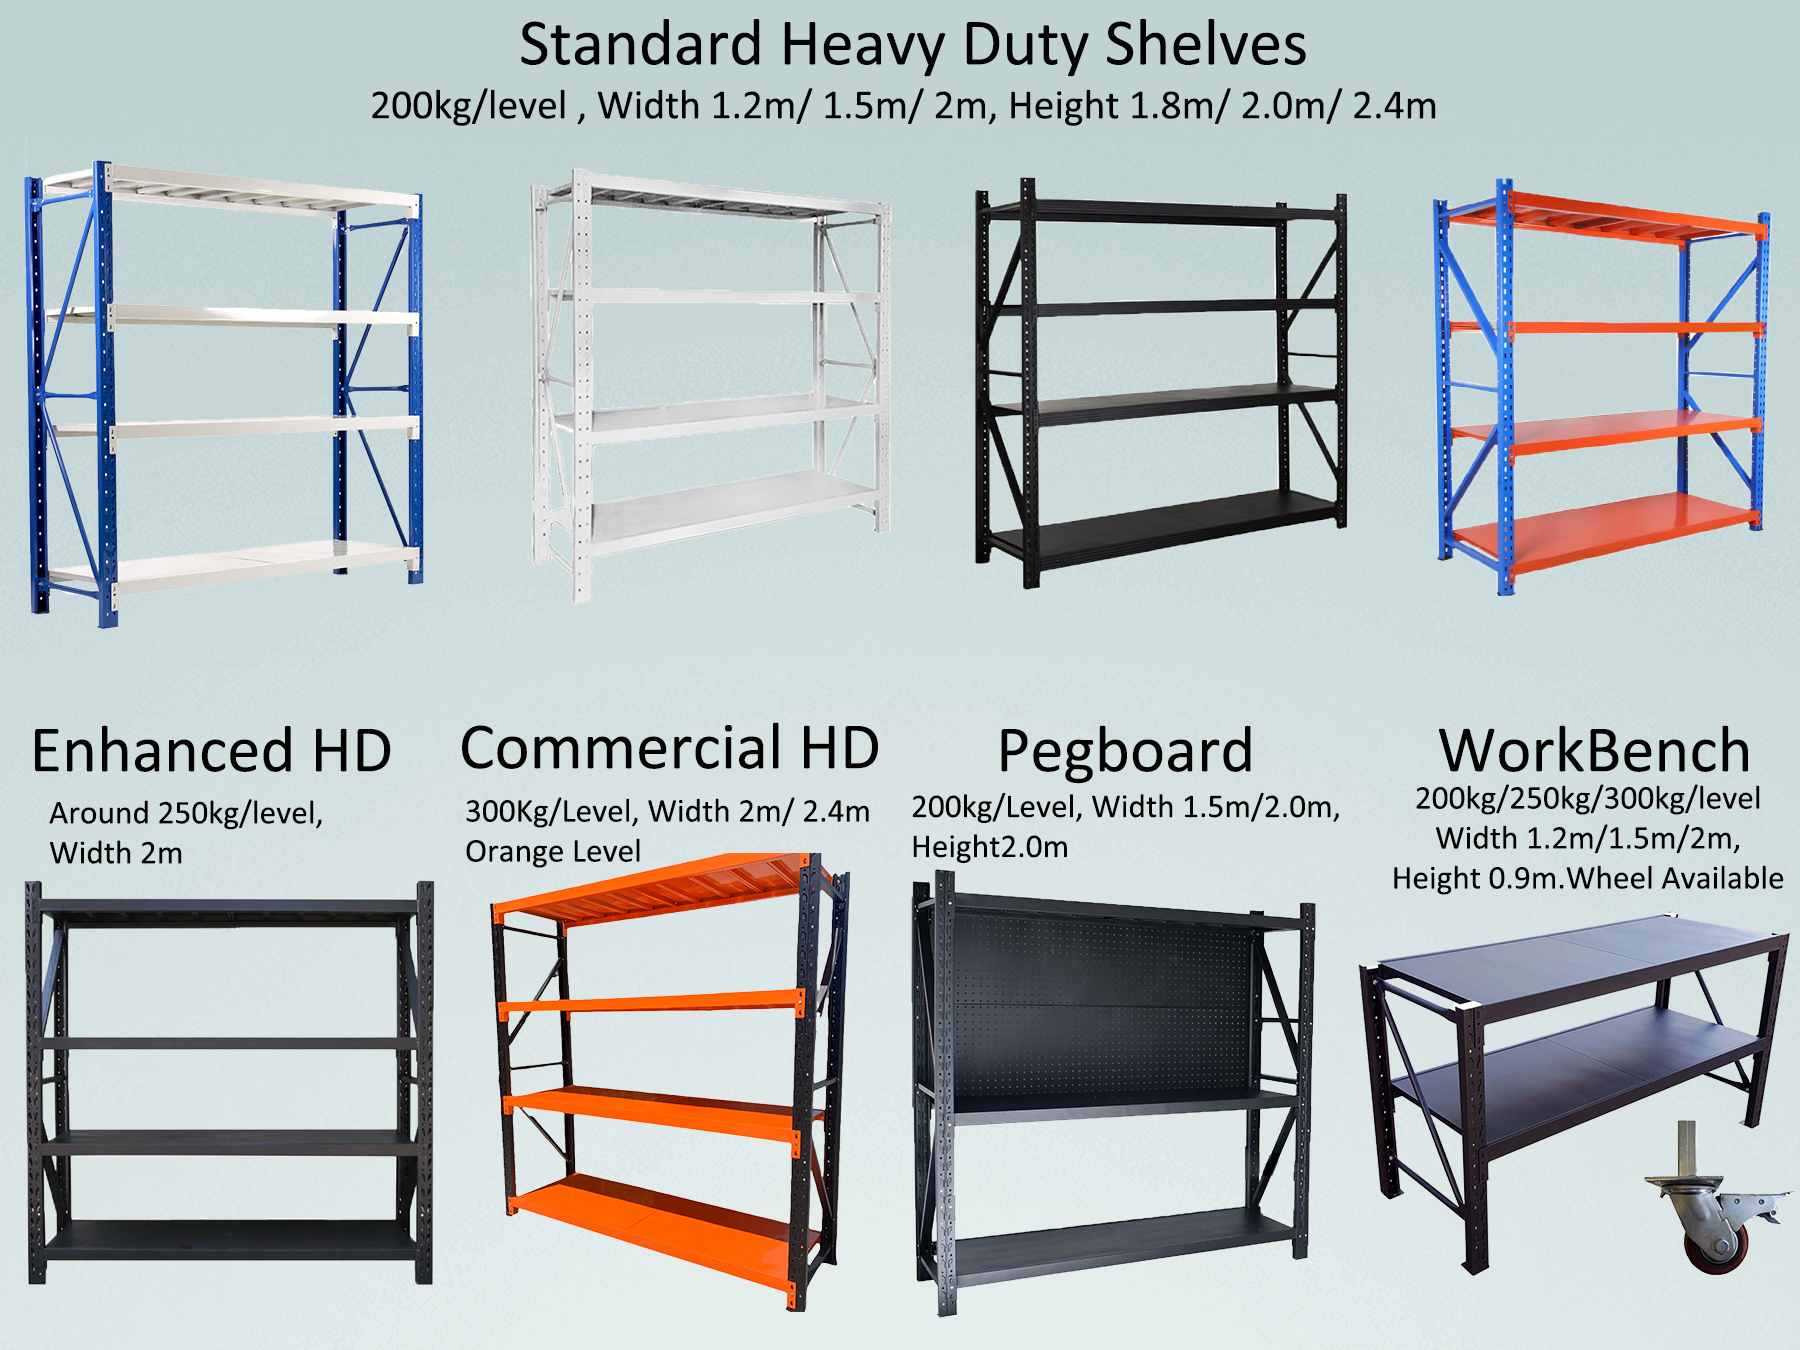 Standard Heavy Duty Shelves
200kg/level , Width 1.2m/ 1.5m/ 2m, Height 1.8m/ 2.0m/ 2.4m
Enhanced HD
Around 250kg/level,
Width 2m
Commercial HD
300Kg/Level, Width 2m/ 2.4m
Orange Level
Pegboard
200kg/Level, Width 1.5m/2.0m,
Height2.0m
WorkBench
200kg/250kg/300kg/level
Width 1.2m/1.5m/2m,
Height 0.9m.Wheel Available